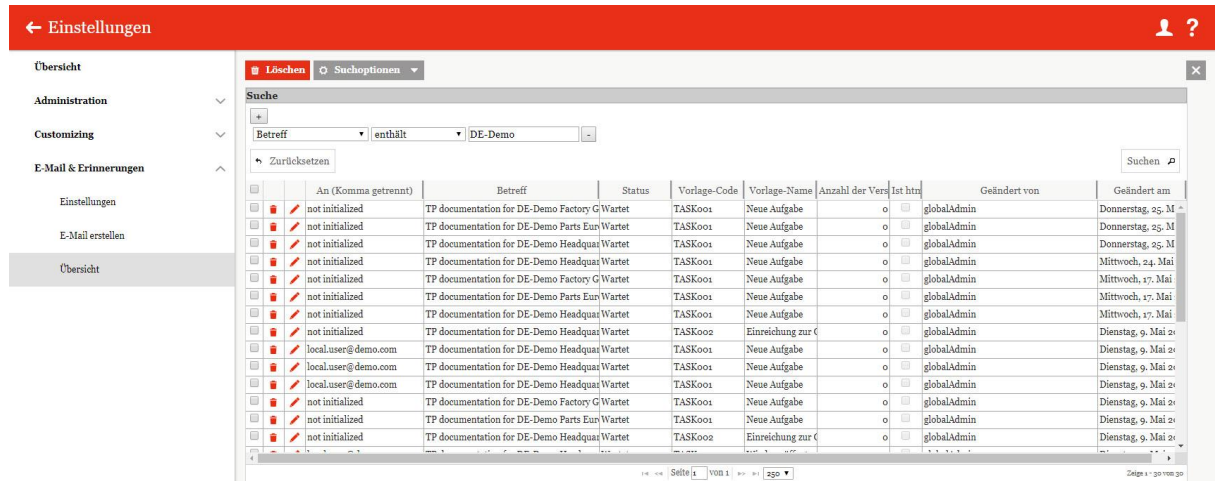 Einstellungen
?
Übersicht
Administration
Customizing
E-Mail & Erinnerungen
Einstellungen
E-Mail erstellen
Übersicht
Löschen Suchoptionen
Suche
+
Betreff enthält DE-Demo -
Zurücksetzen Suchen
An (Komma getrennt) Betreff Status Vorlage-Code Vorlage-Name Anzahl der Vers Ist htn Geändert von Geändert am
not initialized TP documentation for DE-Demo Factory G Wartet TASK001 Neue Aufgabe 0 globalAdmin Donnerstag, 25. M
not initialized TP documentation for DE-Demo Parts Eur Wartet TASK001 Neue Aufgabe 0 globalAdmin Donnerstag, 25. M
not initialized TP documentation for DE-Demo Headquar Wartet TASK001 Neue Aufgabe 0 globalAdmin Donnerstag, 25. M
not initialized TP documentation for DE-Demo Headquar Wartet TASK001 Neue Aufgabe 0 globalAdmin Mittwoch, 24. Mai
not initialized TP documentation for DE-Demo Factory G Wartet TASK001 Neue Aufgabe 0 globalAdmin Mittwoch, 17. Mai
not initialized TP documentation for DE-Demo Parts Eur Wartet TASK001 Neue Aufgabe 0 globalAdmin Mittwoch, 17. Mai
not initialized TP documentation for DE-Demo Headquar Wartet TASK001 Neue Aufgabe 0 globalAdmin Mittwoch, 17. Mai
not initialized TP documentation for DE-Demo Headquar Wartet TASK002 Einreichung zur G 0 globalAdmin Dienstag, 9. Mai 20
local.user@demo.com TP documentation for DE-Demo Headquar Wartet TASK001 Neue Aufgabe 0 globalAdmin Dienstag, 9. Mai 20
local.user@demo.com TP documentation for DE-Demo Headquar Wartet TASK001 Neue Aufgabe 0 globalAdmin Dienstag, 9. Mai 20
local.user@demo.com TP documentation for DE-Demo Headquar Wartet TASK001 Neue Aufgabe 0 globalAdmin Dienstag, 9. Mai 20
not initialized TP documentation for DE-Demo Factory G Wartet TASK001 Neue Aufgabe 0 globalAdmin Dienstag, 9. Mai 20
not initialized TP documentation for DE-Demo Parts Eur Wartet TASK001 Neue Aufgabe 0 globalAdmin Dienstag, 9. Mai 20
not initialized TP documentation for DE-Demo Headquar Wartet TASK002 Einreichung zur G 0 globalAdmin Dienstag, 9. Mai 20
Seite 1 von 1 250 Zeige 1 - 30 von 30